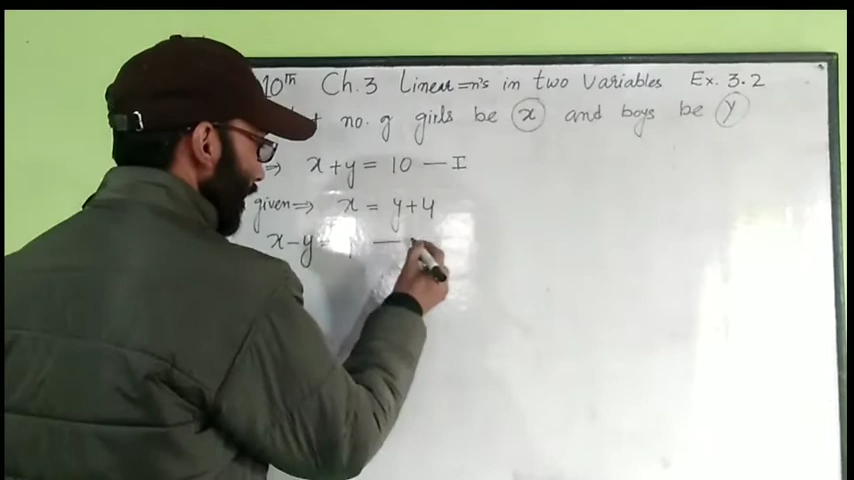 10th Ch.3 Linear =n's in two Variables Ex. 3.2
no. of girls be x and boys be y
⇒ x+y = 10 — I
given ⇒ x = y+4
x-y =